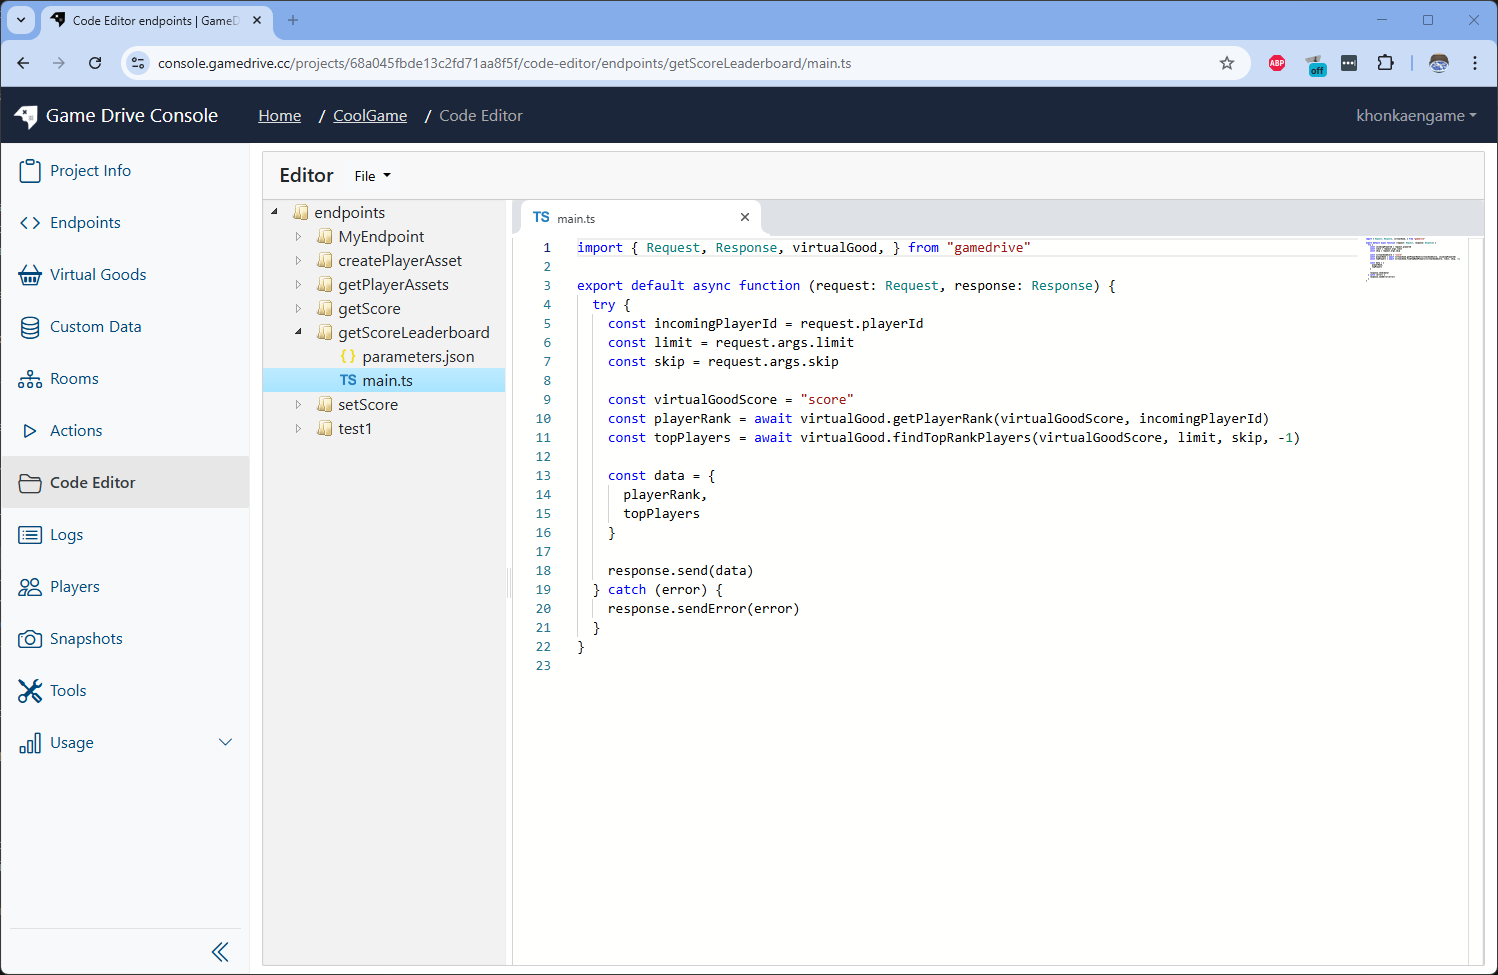 Code Editor endpoints | GameD
console.gamedrive.cc/projects/68a045fbde13c2fd71aa8f5f/code-editor/endpoints/getScoreLeaderboard/main.ts
ABP
off
Game Drive Console
Home / CoolGame / Code Editor
khonkaengame
Project Info
Endpoints
Virtual Goods
Custom Data
Rooms
Actions
Code Editor
Logs
Players
Snapshots
Tools
Usage
Editor File
endpoints
MyEndpoint
createPlayerAsset
getPlayerAssets
getScore
getScoreLeaderboard
{} parameters.json
TS main.ts
setScore
test1
TS main.ts
1 import { Request, Response, virtualGood, } from "gamedrive"
2
3 export default async function (request: Request, response: Response) {
4 try {
5 const incomingPlayerId = request.playerId
6 const limit = request.args.limit
7 const skip = request.args.skip
8
9 const virtualGoodScore = "score"
10 const playerRank = await virtualGood.getPlayerRank(virtualGoodScore, incomingPlayerId)
11 const topPlayers = await virtualGood.findTopRankPlayers(virtualGoodScore, limit, skip, -1)
12
13 const data = {
14 playerRank,
15 topPlayers
16 }
17
18 response.send(data)
19 } catch (error) {
20 response.sendError(error)
21 }
22 }
23